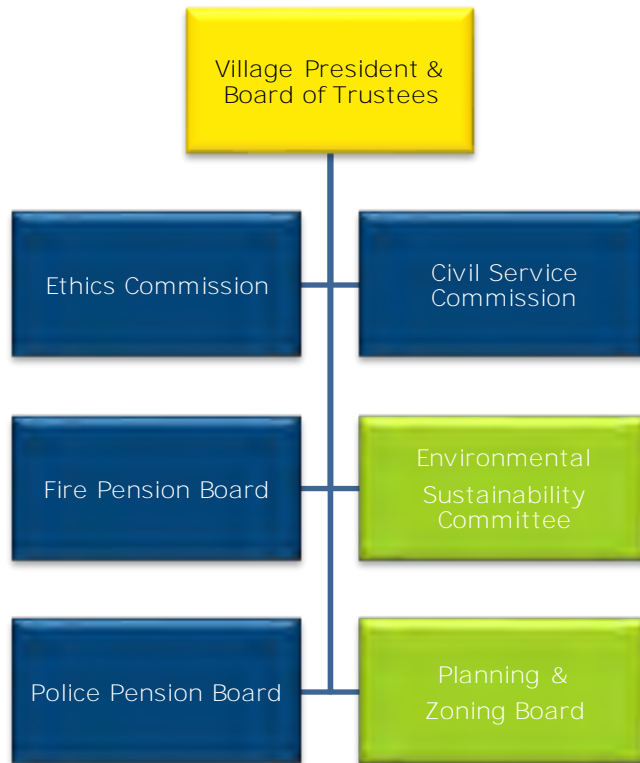 Village President &
Board of Trustees
Ethics Commission
Civil Service
Commission
Fire Pension Board
Environmental
Sustainability
Committee
Police Pension Board
Planning &
Zoning Board